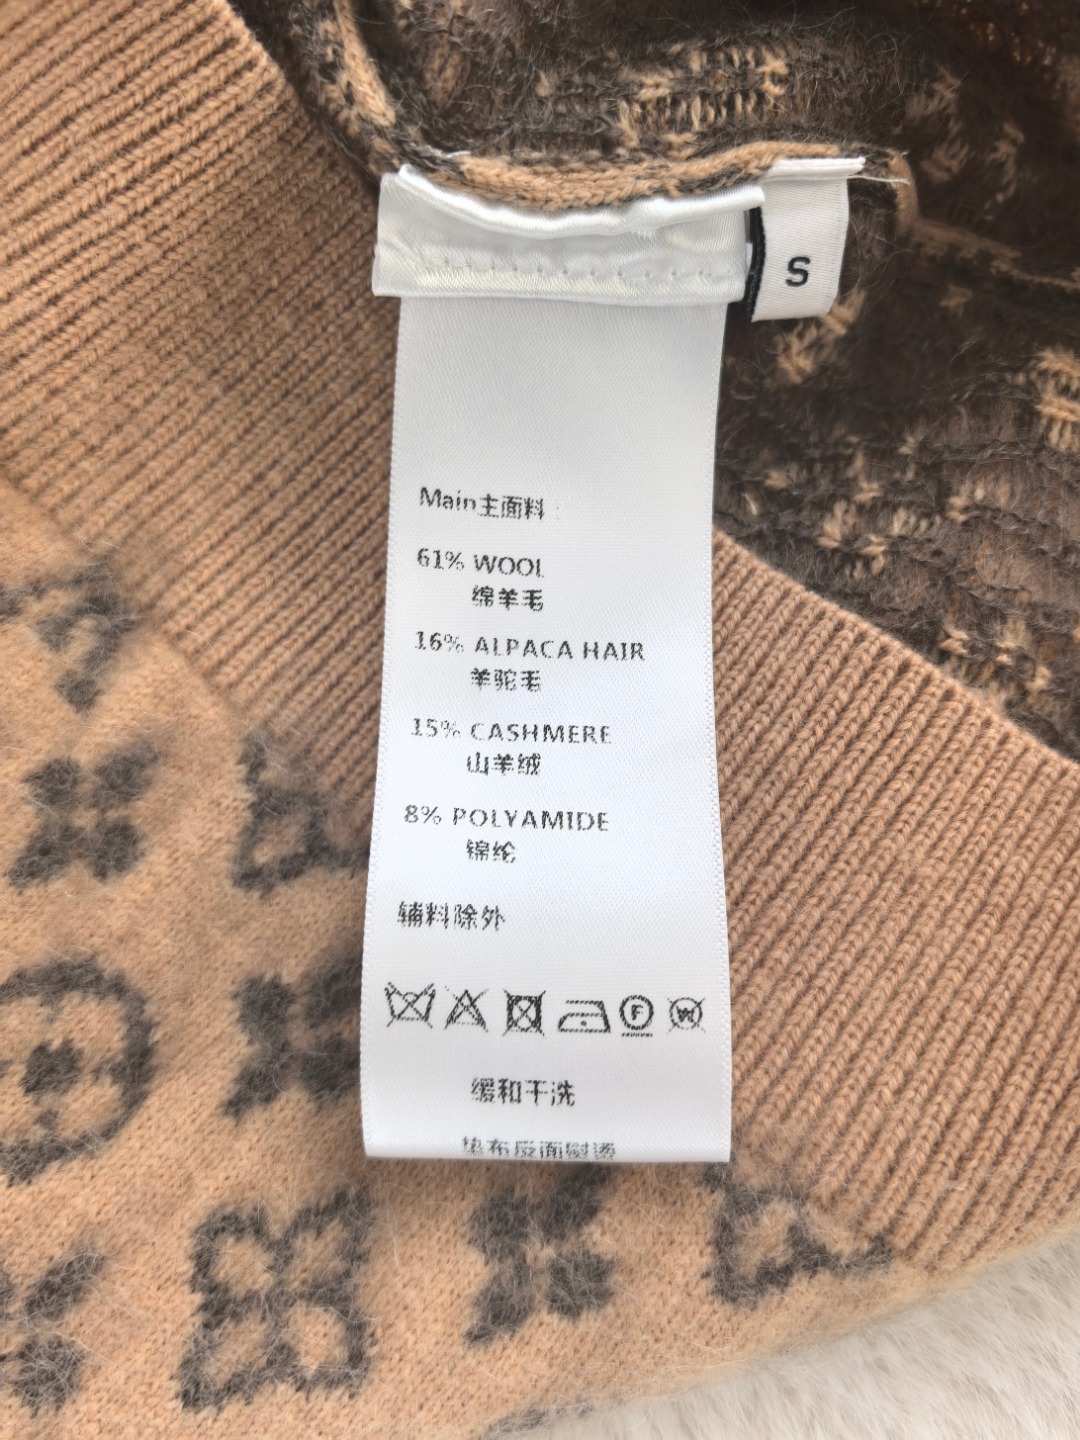 S
Main主面料 :
61% WOOL
绵羊毛
16% ALPACA HAIR
羊驼毛
15% CASHMERE
山羊绒
8% POLYAMIDE
锦纶
辅料除外
F W
缓和干洗
垫布反面熨烫